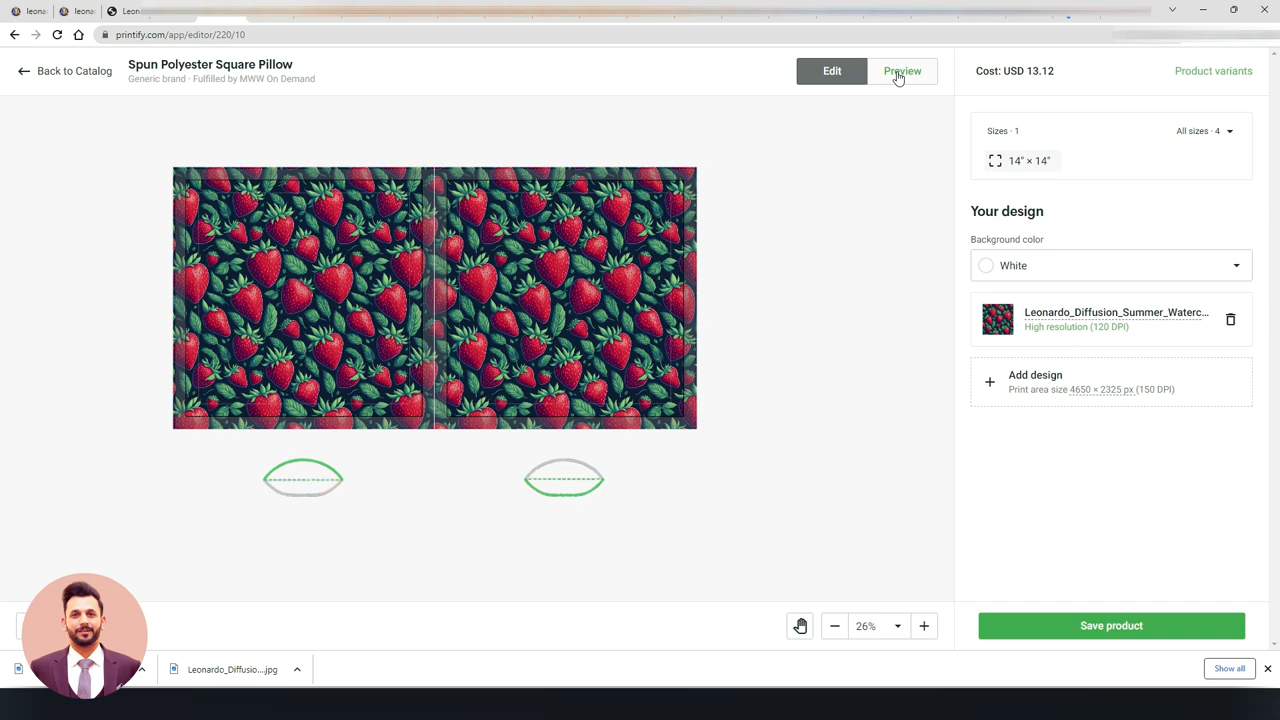 leona
leona
Leon
printify.com/app/editor/220/10
Back to Catalog
Spun Polyester Square Pillow
Generic brand · Fulfilled by MWW On Demand
Edit
Preview
Cost: USD 13.12
Product variants
Sizes · 1
All sizes · 4
14" × 14"
Your design
Background color
White
Leonardo_Diffusion_Summer_Waterc...
High resolution (120 DPI)
Add design
Print area size 4650 × 2325 px (150 DPI)
26%
Save product
Leonardo_Diffusio....jpg
Show all